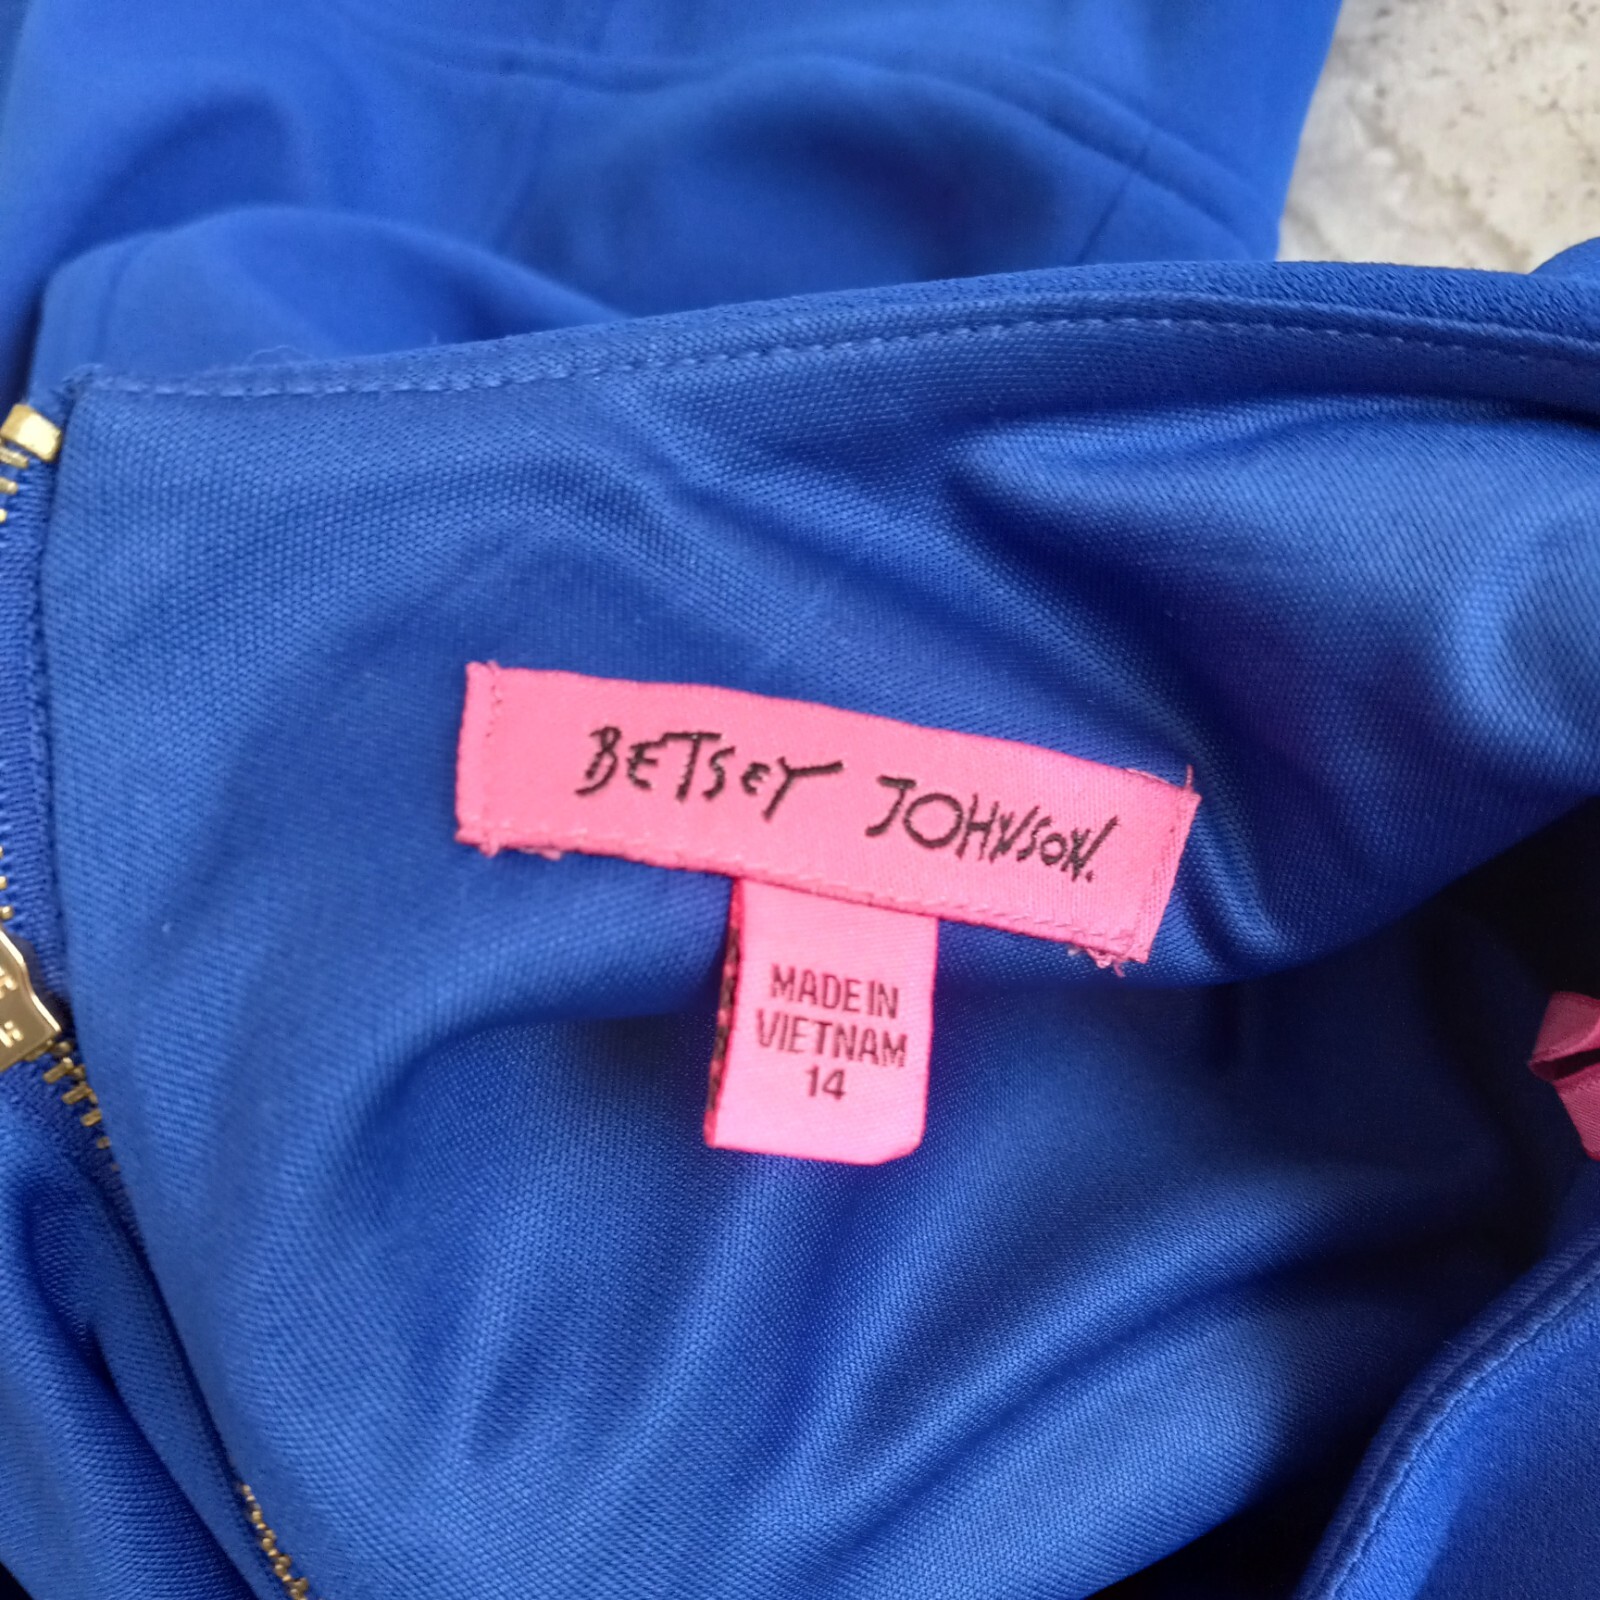 BETSEY JOHNSON.
MADE IN
VIETNAM
14